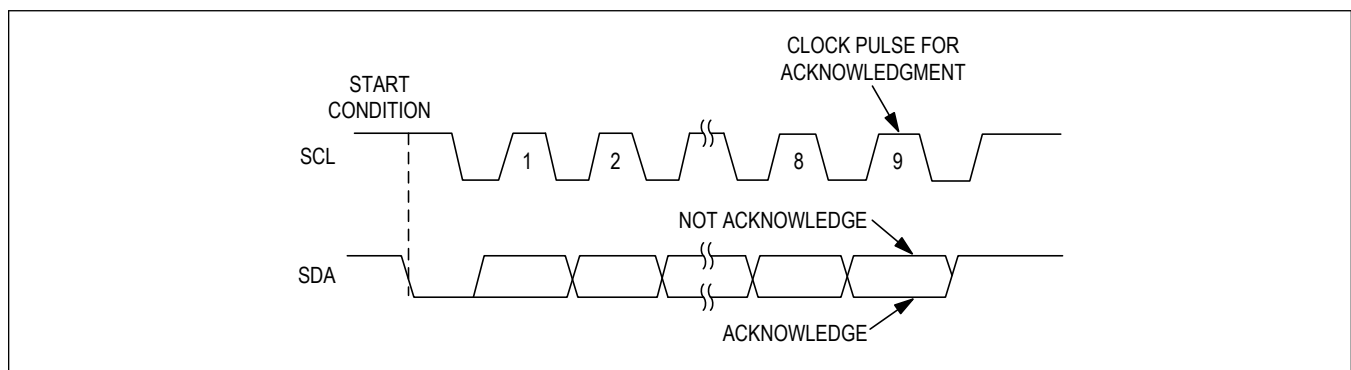 CLOCK PULSE FOR
ACKNOWLEDGMENT
START
CONDITION
SCL
1
2
8
9
NOT ACKNOWLEDGE
SDA
ACKNOWLEDGE